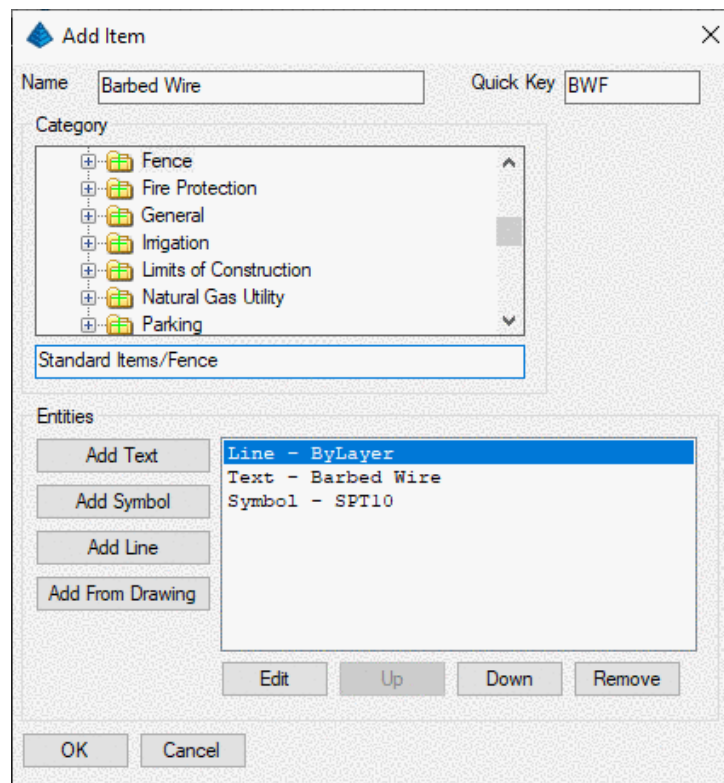 Add Item
Name Barbed Wire Quick Key BWF
Category
Fence
Fire Protection
General
Irrigation
Limits of Construction
Natural Gas Utility
Parking
Standard Items/Fence
Entities
Add Text
Add Symbol
Add Line
Add From Drawing
Line - ByLayer
Text - Barbed Wire
Symbol - SPT10
Edit Up Down Remove
OK Cancel